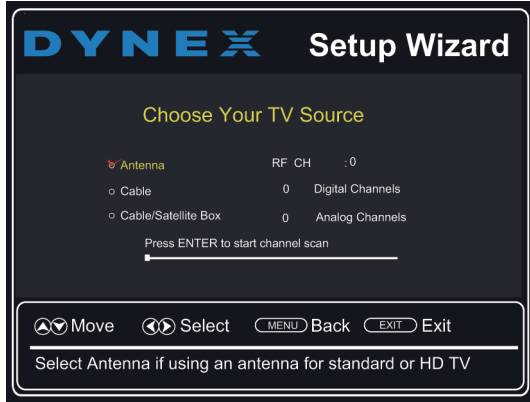 DYNEX Setup Wizard
Choose Your TV Source
Antenna RF CH :0
Cable 0 Digital Channels
Cable/Satellite Box 0 Analog Channels
Press ENTER to start channel scan
Move Select MENU Back EXIT Exit
Select Antenna if using an antenna for standard or HD TV